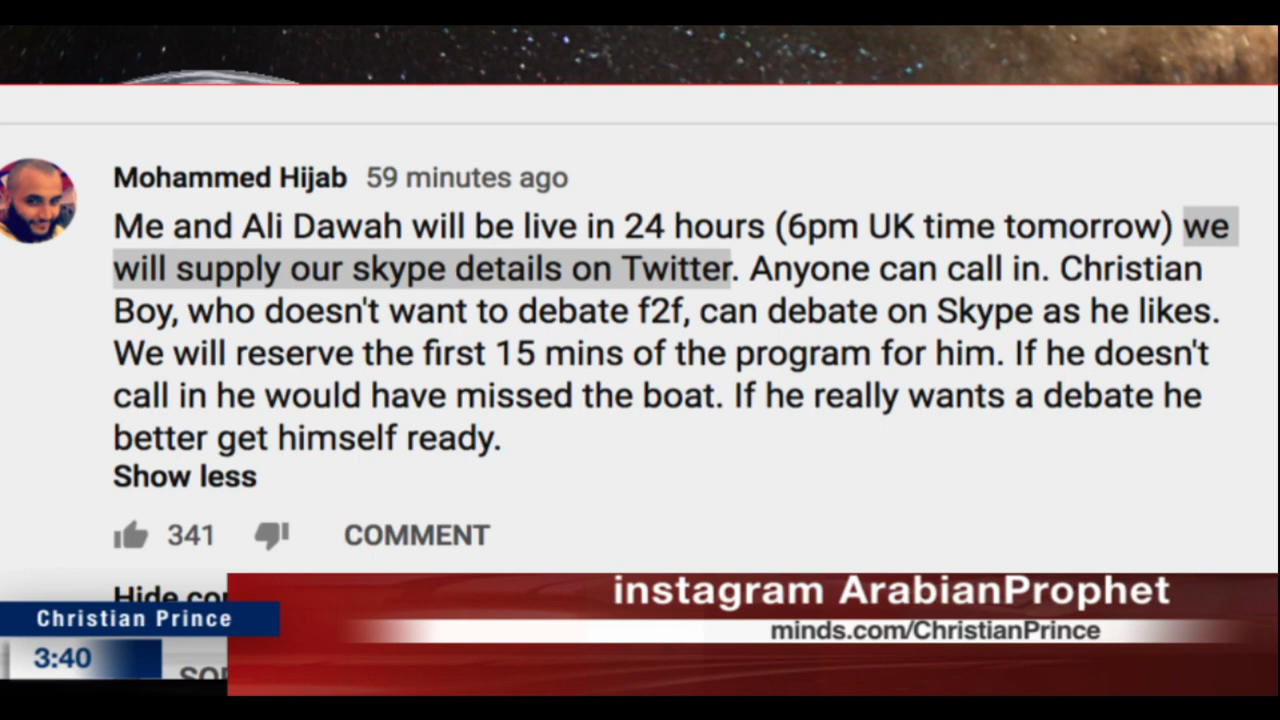 Mohammed Hijab 59 minutes ago
Me and Ali Dawah will be live in 24 hours (6pm UK time tomorrow) we
will supply our skype details on Twitter. Anyone can call in. Christian
Boy, who doesn't want to debate f2f, can debate on Skype as he likes.
We will reserve the first 15 mins of the program for him. If he doesn't
call in he would have missed the boat. If he really wants a debate he
better get himself ready.
Show less
341 COMMENT
Hide
instagram ArabianProphet
Christian Prince
minds.com/ChristianPrince
3:40